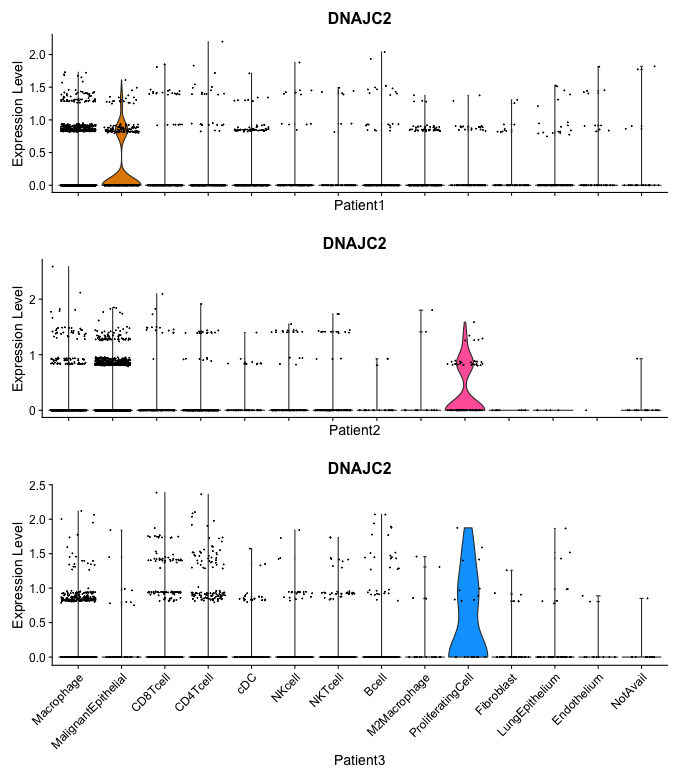 DNAJC2
Expression Level
2.0
1.5
1.0
0.5
0.0
Patient1
DNAJC2
Expression Level
2
1
0
Patient2
DNAJC2
Expression Level
2.5
2.0
1.5
1.0
0.5
0.0
Macrophage
MalignantEpithelial
CD8Tcell
CD4Tcell
cDC
NKcell
NKTcell
Bcell
M2Macrophage
ProliferatingCell
Fibroblast
LungEpithelium
Endothelium
NotAvail
Patient3